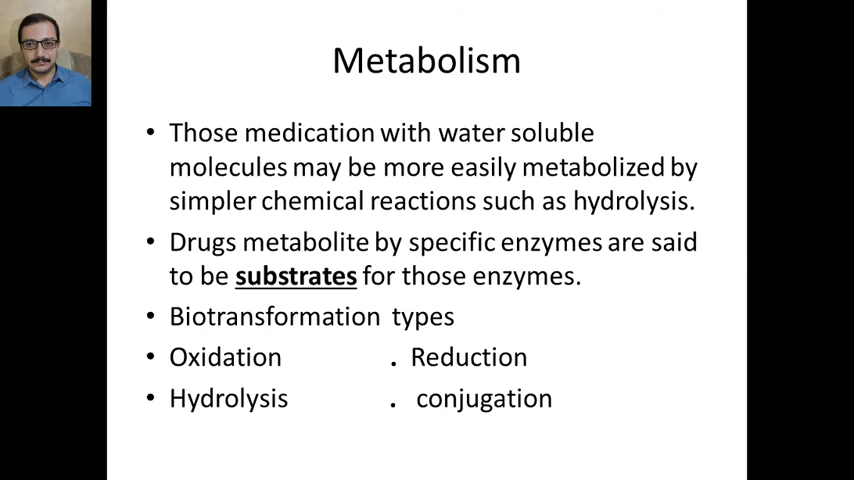 Metabolism
• Those medication with water soluble
molecules may be more easily metabolized by
simpler chemical reactions such as hydrolysis.
• Drugs metabolite by specific enzymes are said
to be substrates for those enzymes.
• Biotransformation types
• Oxidation . Reduction
• Hydrolysis . conjugation